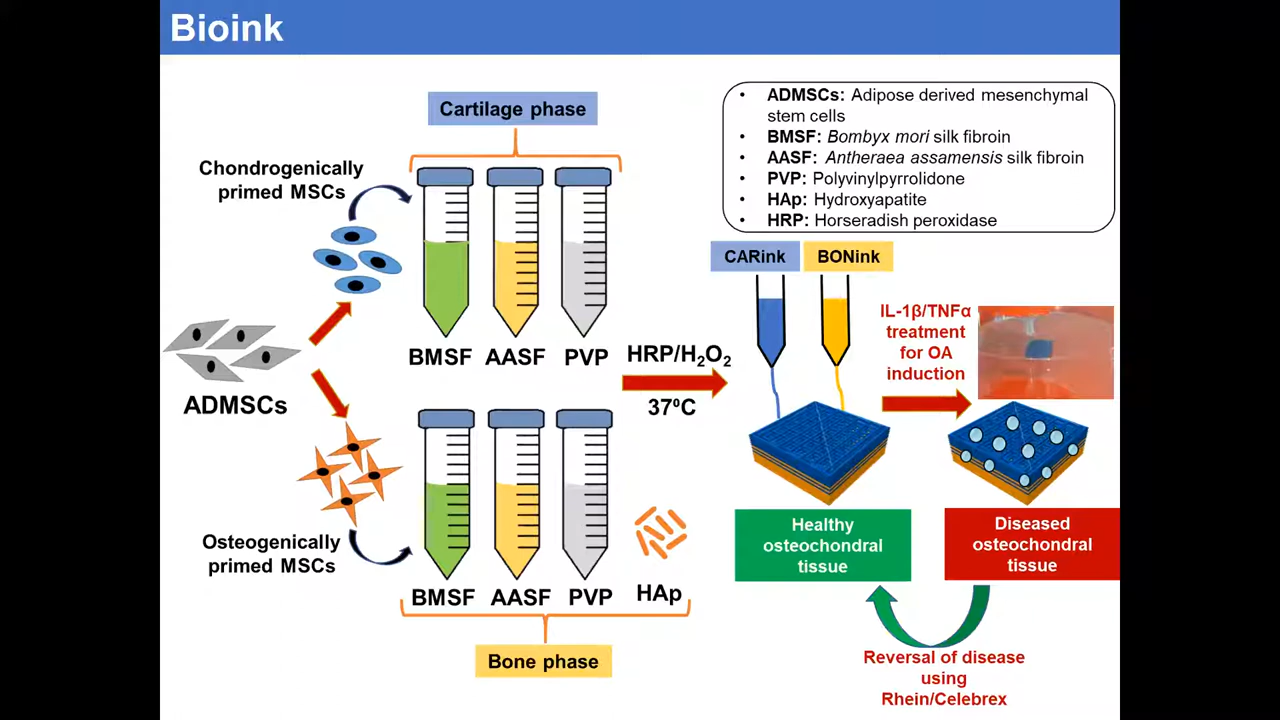 Bioink
Cartilage phase
Chondrogenically
primed MSCs
BMSF AASF PVP
ADMSCs
Osteogenically
primed MSCs
BMSF AASF PVP HAp
Bone phase
HRP/H₂O₂
37⁰C
• ADMSCs: Adipose derived mesenchymal
stem cells
• BMSF: Bombyx mori silk fibroin
• AASF: Antheraea assamensis silk fibroin
• PVP: Polyvinylpyrrolidone
• HAp: Hydroxyapatite
• HRP: Horseradish peroxidase
CARink BONink
IL-1β/TNFα
treatment
for OA
induction
Healthy
osteochondral
tissue
Diseased
osteochondral
tissue
Reversal of disease
using
Rhein/Celebrex